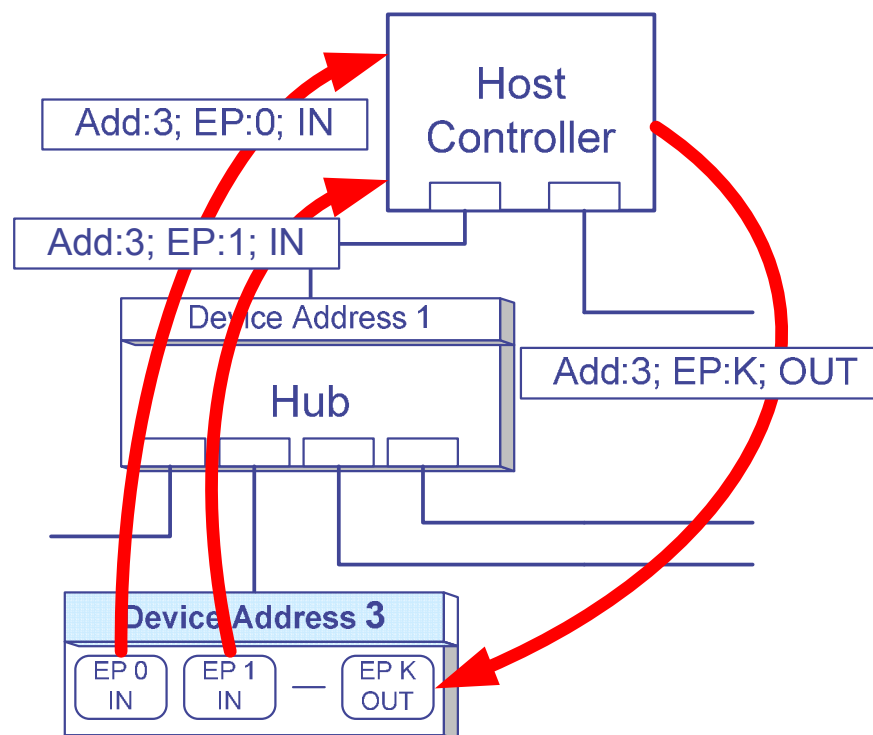 Host
Controller
Add:3; EP:0; IN
Add:3; EP:1; IN
Device Address 1
Hub
Add:3; EP:K; OUT
Device Address 3
EP 0
IN
EP 1
IN
—
EP K
OUT